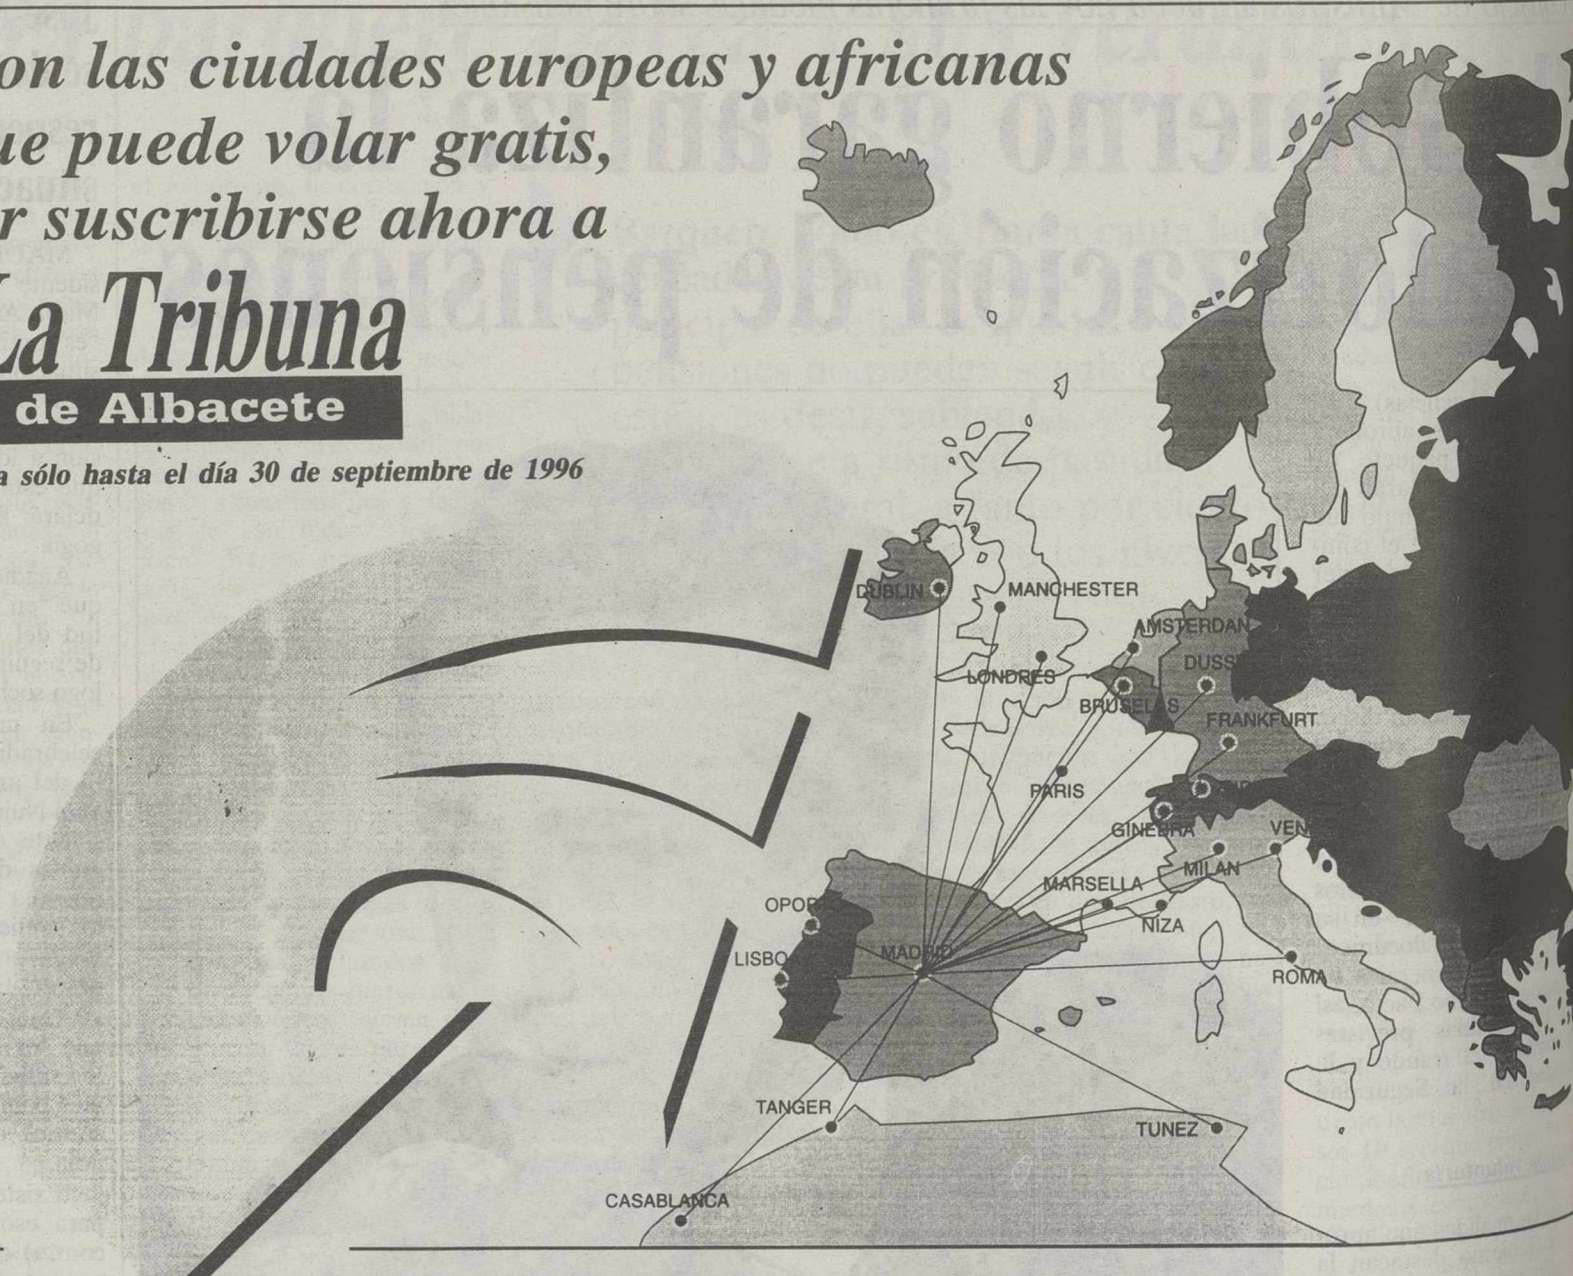 on las ciudades europeas y africanas
ue puede volar gratis,
r suscribirse ahora a
La Tribuna
de Albacete
a sólo hasta el día 30 de septiembre de 1996
DUBLIN
MANCHESTER
AMSTERDAN
LONDRES
DUSS
BRUSELAS
FRANKFURT
PARIS
GINEBRA
VEN
MILAN
MARSELLA
NIZA
OPOR
LISBO
MADRID
ROMA
TANGER
TUNEZ
CASABLANCA